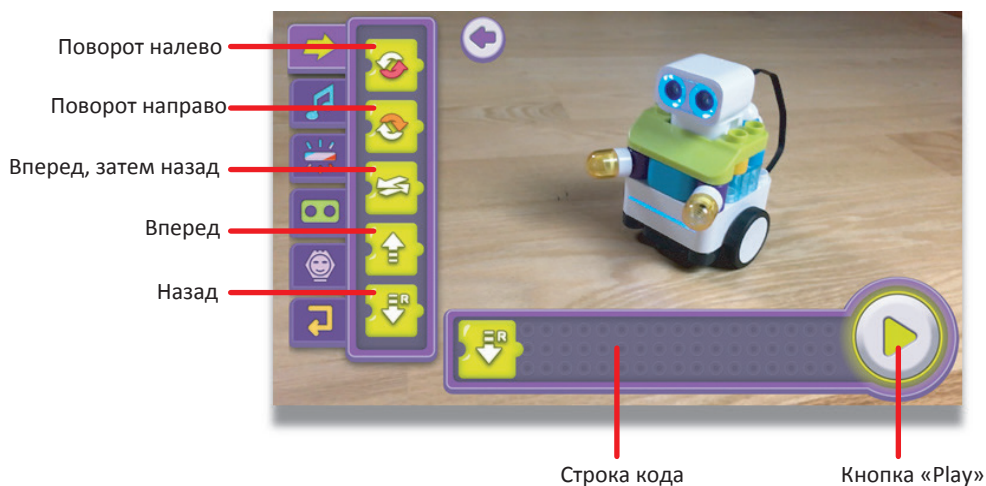 Поворот налево
Поворот направо
Вперед, затем назад
Вперед
Назад
R
R
Строка кода
Кнопка «Play»